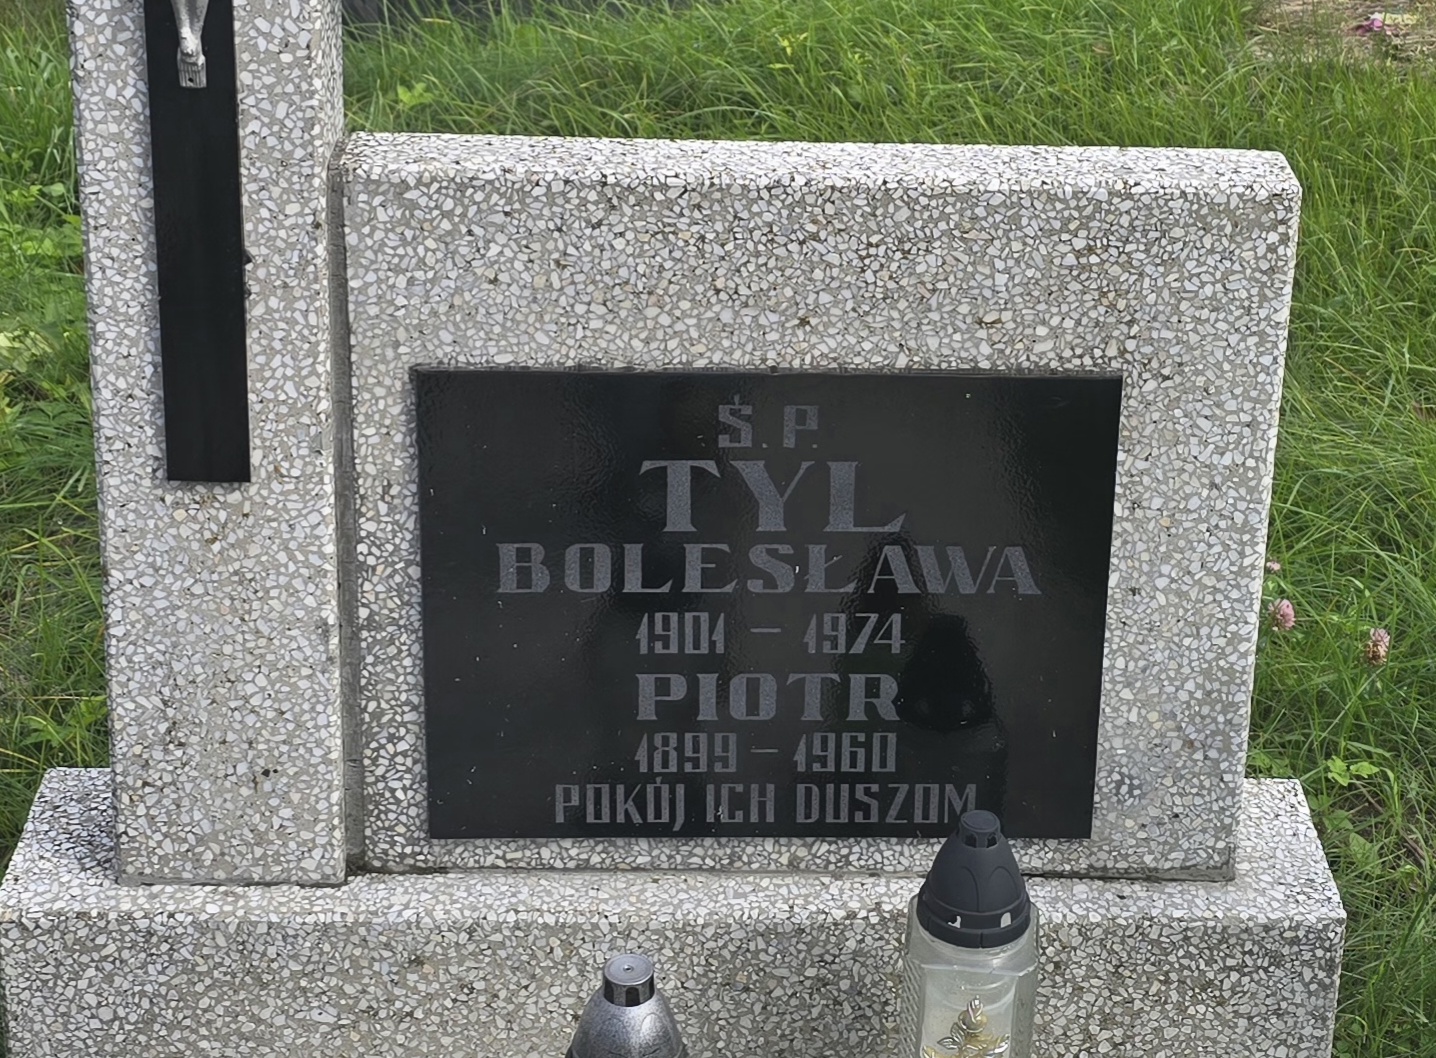 Ś. P.
TYL
BOLESŁAWA
1901 – 1974
PIOTR
1899 – 1960
POKÓJ ICH DUSZOM